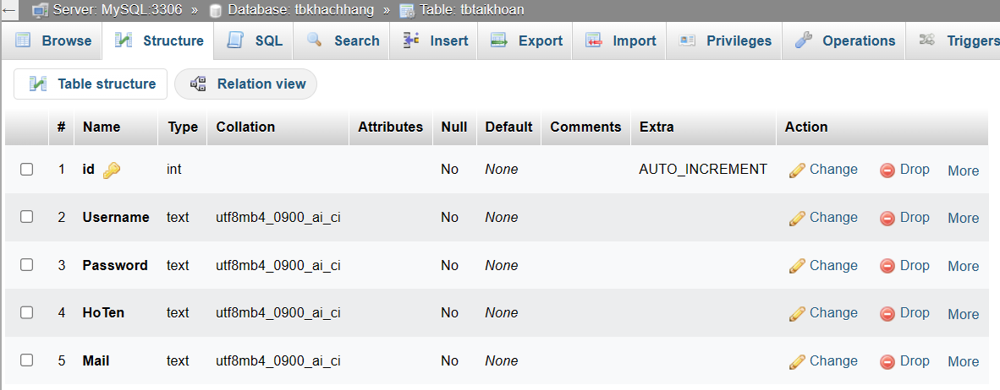 ← Server: MySQL:3306 » Database: tbkhachhang » Table: tbtaikhoan
Browse Structure SQL Search Insert Export Import Privileges Operations Triggers
Table structure Relation view
# Name Type Collation Attributes Null Default Comments Extra Action
1 id int No None AUTO_INCREMENT Change Drop More
2 Username text utf8mb4_0900_ai_ci No None Change Drop More
3 Password text utf8mb4_0900_ai_ci No None Change Drop More
4 HoTen text utf8mb4_0900_ai_ci No None Change Drop More
5 Mail text utf8mb4_0900_ai_ci No None Change Drop More